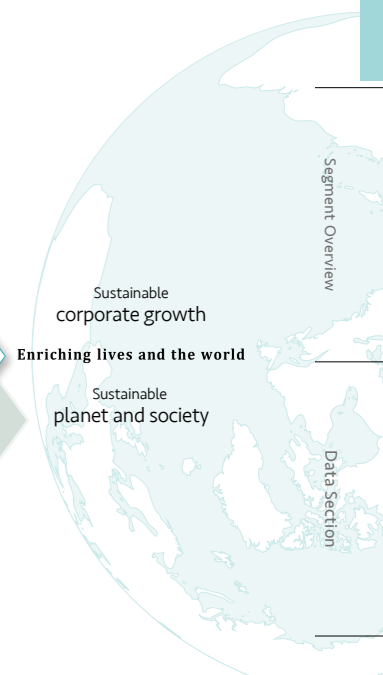 Sustainable
corporate growth
Enriching lives and the world
Sustainable
planet and society
Segment Overview
Data Section